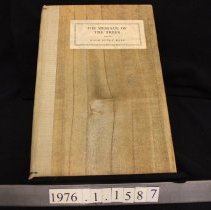 THE MESSAGE OF
THE TREES
1976 . 1 . 1587